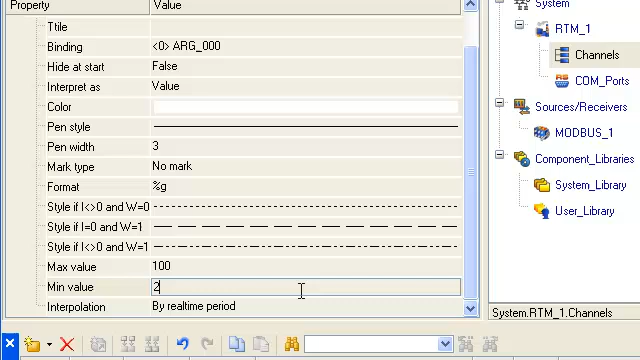 Property Value
Ttile
Binding <0> ARG_000
Hide at start False
Interpret as Value
Color
Pen style
Pen width 3
Mark type No mark
Format %g
Style if I<>0 and W=0
Style if I=0 and W=1
Style if I<>0 and W=1
Max value 100
Min value 2
Interpolation By realtime period
System
RTM_1
Channels
COM_Ports
Sources/Receivers
MODBUS_1
Component_Libraries
System_Library
User_Library
System.RTM_1.Channels